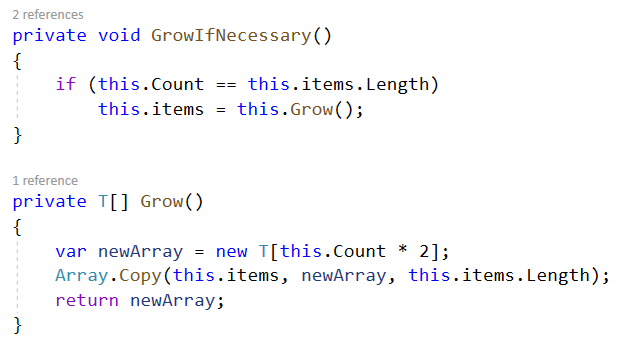 2 references
private void GrowIfNecessary()
{
    if (this.Count == this.items.Length)
        this.items = this.Grow();
}
1 reference
private T[] Grow()
{
    var newArray = new T[this.Count * 2];
    Array.Copy(this.items, newArray, this.items.Length);
    return newArray;
}